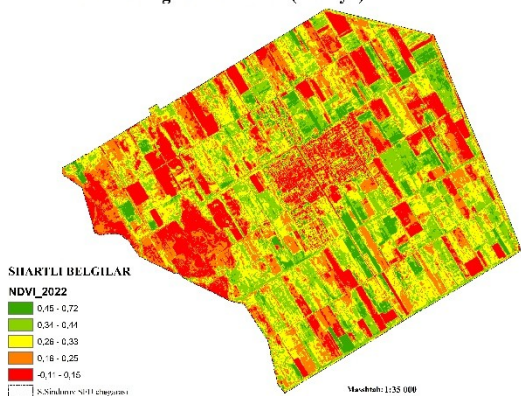 SHARTLI BELGILAR
NDVI_2022
0,45 - 0,72
0,34 - 0,44
0,26 - 0,33
0,16 - 0,25
-0,11 - 0,15
chegarasi
Masshtab: 1:35 000